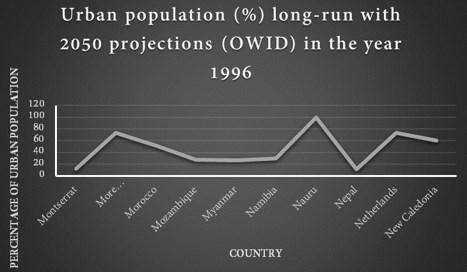 Urban population (%) long-run with
2050 projections (OWID) in the year
1996
PERCENTAGE OF URBAN POPULATION
120
100
80
60
40
20
0
Montserrat
More...
Morocco
Mozambique
Myanmar
Namibia
Nauru
Nepal
Netherlands
New Caledonia
COUNTRY